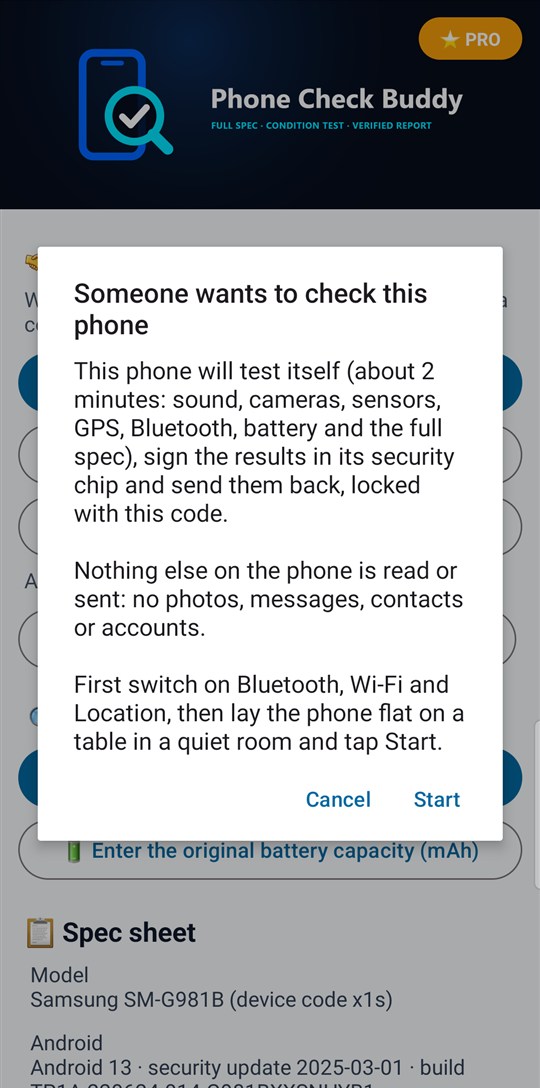 PRO
Phone Check Buddy
FULL SPEC · CONDITION TEST · VERIFIED REPORT
Someone wants to check this
phone
This phone will test itself (about 2
minutes: sound, cameras, sensors,
GPS, Bluetooth, battery and the full
spec), sign the results in its security
chip and send them back, locked
with this code.
Nothing else on the phone is read or
sent: no photos, messages, contacts
or accounts.
First switch on Bluetooth, Wi-Fi and
Location, then lay the phone flat on a
table in a quiet room and tap Start.
Cancel
Start
Enter the original battery capacity (mAh)
Spec sheet
Model
Samsung SM-G981B (device code x1s)
Android
Android 13 · security update 2025-03-01 · build